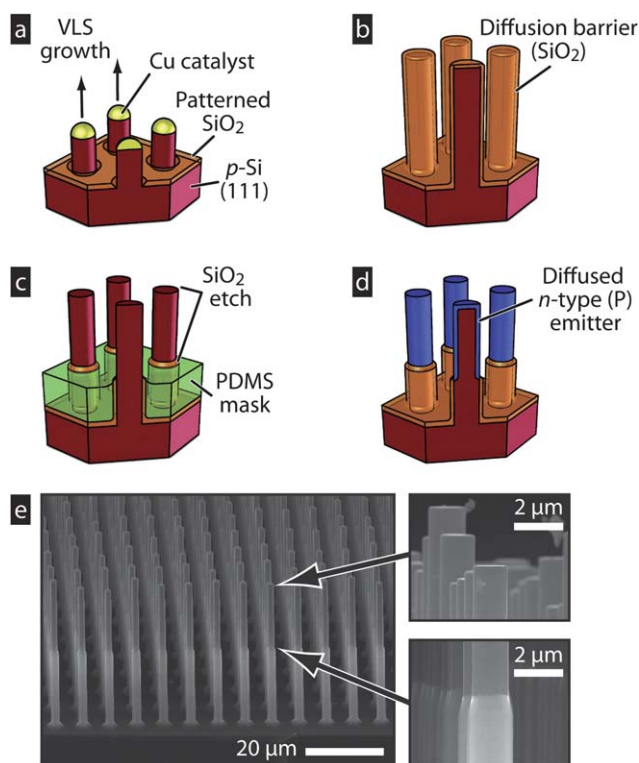 a
VLS
growth
Cu catalyst
Patterned
SiO₂
p-Si
(111)
b
Diffusion barrier
(SiO₂)
c
SiO₂
etch
PDMS
mask
d
Diffused
n-type (P)
emitter
e
20 μm
2 μm
2 μm